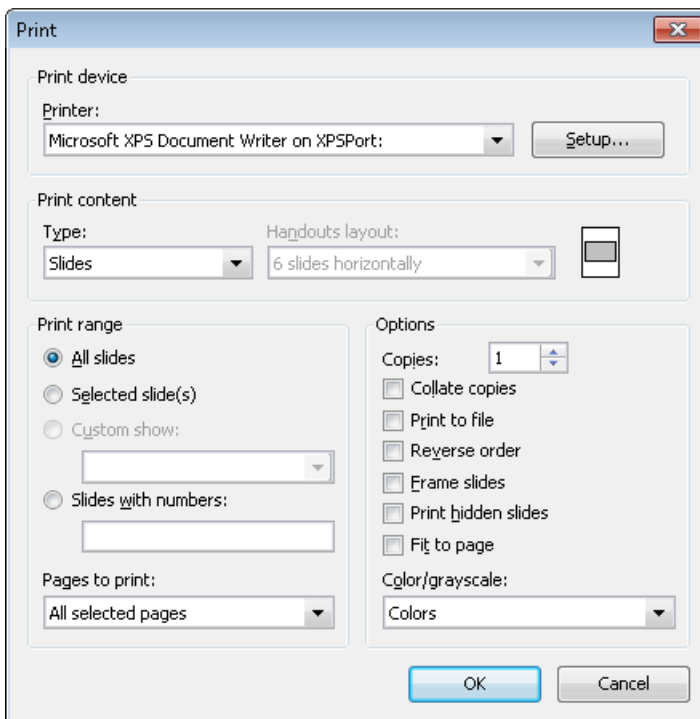 Print
Print device
Printer:
Microsoft XPS Document Writer on XPSPort:
Setup...
Print content
Type:
Handouts layout:
Slides
6 slides horizontally
Print range
All slides
Selected slide(s)
Custom show:
Slides with numbers:
Pages to print:
All selected pages
Options
Copies: 1
Collate copies
Print to file
Reverse order
Frame slides
Print hidden slides
Fit to page
Color/grayscale:
Colors
OK
Cancel